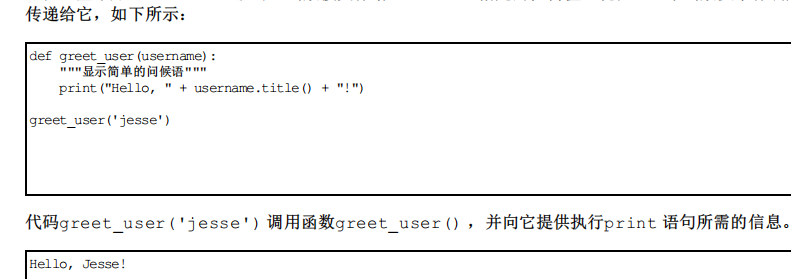 传递给它，如下所示：
def greet_user(username):
    """显示简单的问候语"""
    print("Hello, " + username.title() + "!")
greet_user('jesse')
代码greet_user('jesse') 调用函数greet_user() ，并向它提供执行print 语句所需的信息。
Hello, Jesse!